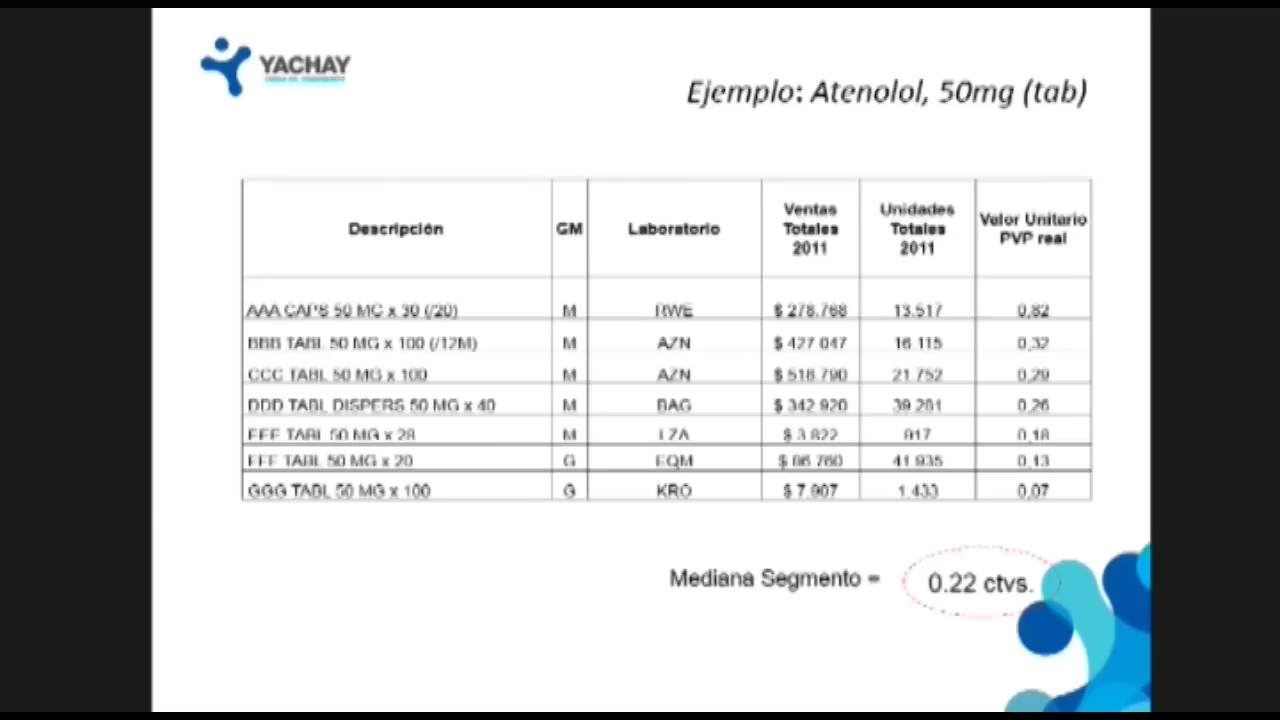 YACHAY
Ejemplo: Atenolol, 50mg (tab)
Descripción GM Laboratorio Ventas Totales 2011 Unidades Totales 2011 Valor Unitario PVP real
AAA CAPS 50 MG x 30 (/20) M RWE $ 278.768 13.517 0,82
BBB TABL 50 MG x 100 (/12M) M AZN $ 427 047 16 115 0,32
CCC TABL 50 MG x 100 M AZN $ 518 790 21 752 0,29
DDD TABL DISPERS 50 MG x 40 M BAG $ 342 920 39 281 0,26
TABL 50 MG x 28 M $ 3 822 917 0,18
FFF TABL 50 MG x 20 G EQM 41 935 0,13
GGG TABL 50 MG x 100 G KRO $ 7.907 1.433 0,07
Mediana Segmento = 0.22 ctvs.